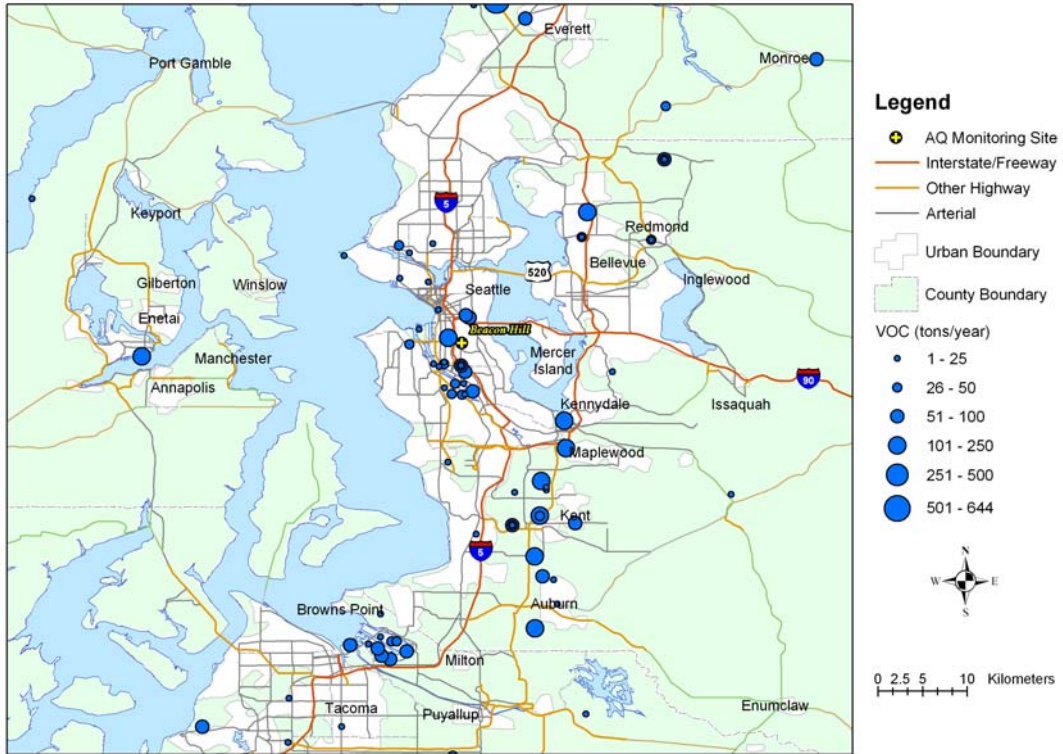 Everett
Port Gamble
Monroe
5
Keyport
Redmond
Bellevue
520
Inglewood
Gilberton
Winslow
Seattle
Enetai
Beacon Hill
Manchester
Mercer
Island
Annapolis
90
Issaquah
Kennydale
Maplewood
Kent
5
Auburn
Browns Point
Milton
Tacoma
Puyallup
Enumclaw
Legend
AQ Monitoring Site
Interstate/Freeway
Other Highway
Arterial
Urban Boundary
County Boundary
VOC (tons/year)
1 - 25
26 - 50
51 - 100
101 - 250
251 - 500
501 - 644
N
W E
S
0 2.5 5 10 Kilometers